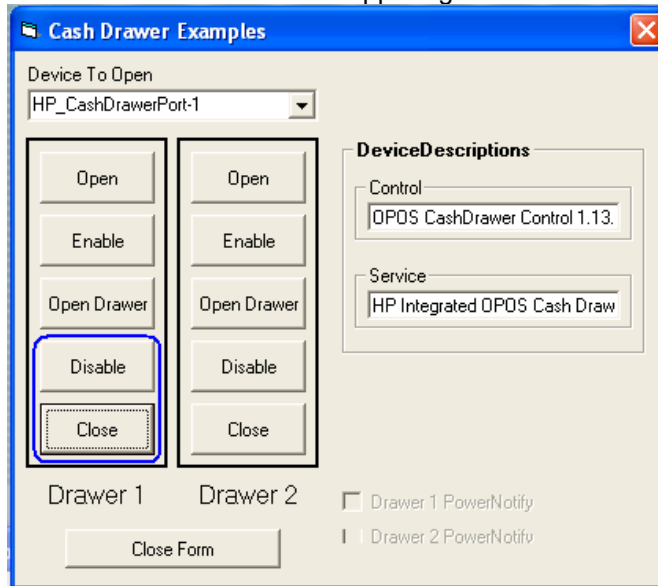 Cash Drawer Examples
Device To Open
HP_CashDrawerPort-1
Open
Open
Enable
Enable
Open Drawer
Open Drawer
Disable
Disable
Close
Close
Drawer 1
Drawer 2
Close Form
DeviceDescriptions
Control
OPOS CashDrawer Control 1.13.
Service
HP Integrated OPOS Cash Draw
Drawer 1 PowerNotify
Drawer 2 PowerNotify